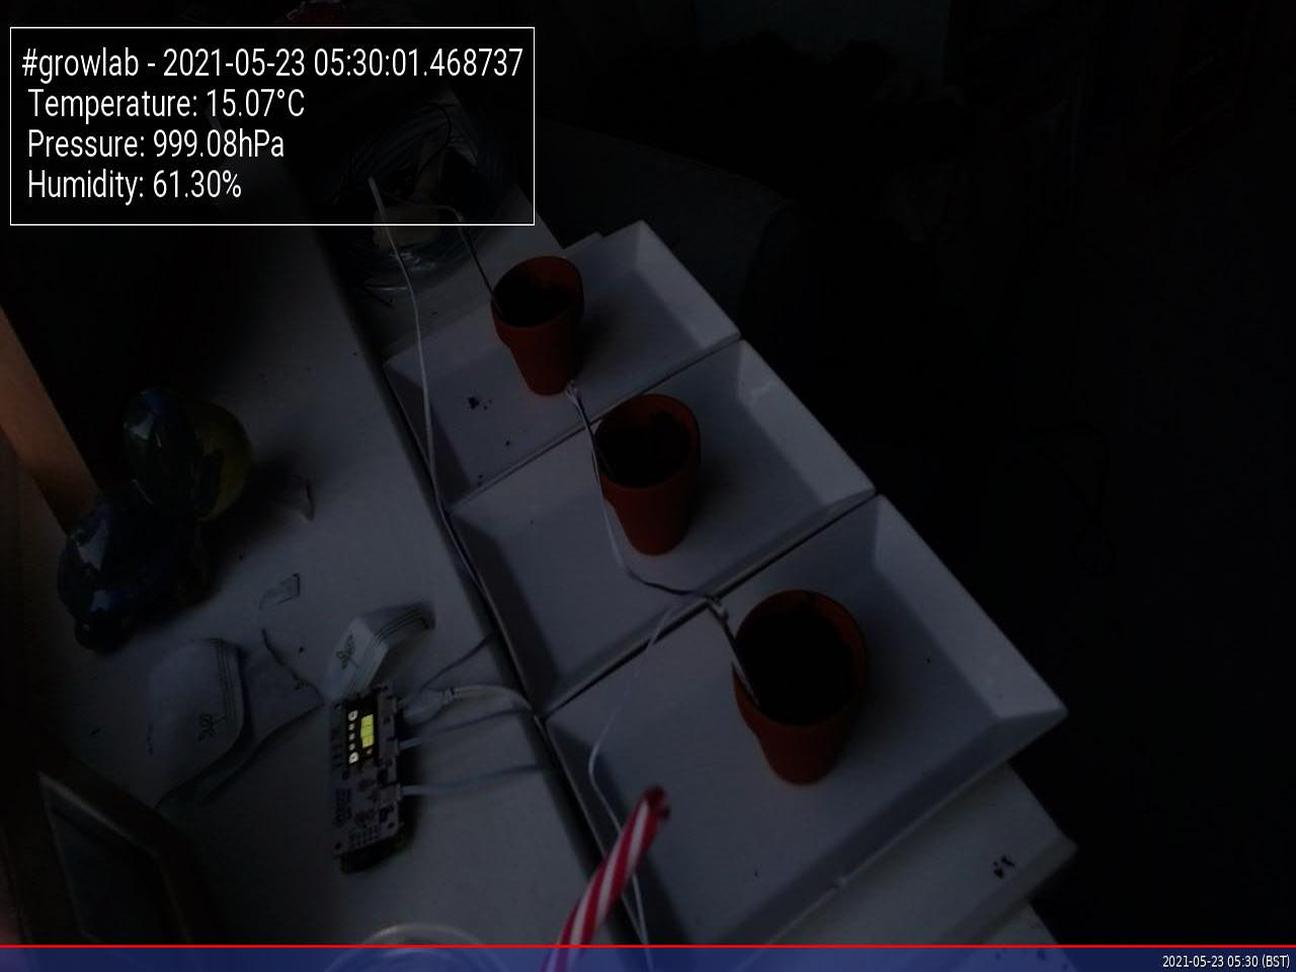 #growlab - 2021-05-23 05:30:01.468737
Temperature: 15.07°C
Pressure: 999.08hPa
Humidity: 61.30%
2021-05-23 05:30 (BST)